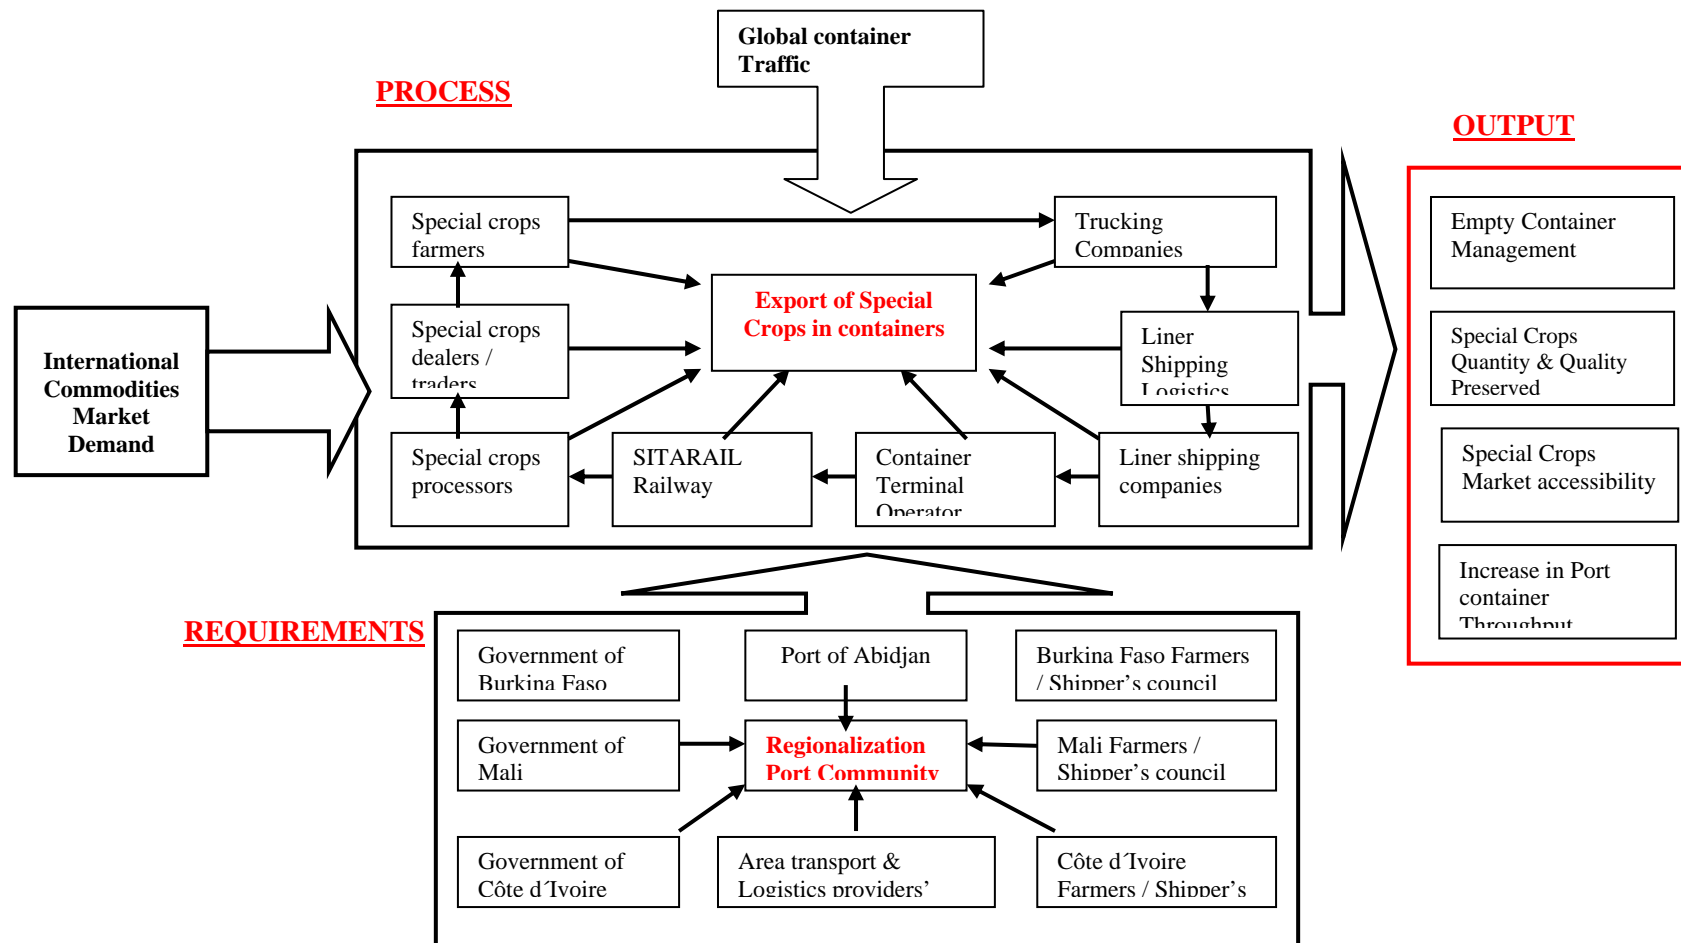 Global container
Traffic
PROCESS
OUTPUT
Special crops
farmers
Trucking
Companies
Empty Container
Management
Export of Special
Crops in containers
Special crops
dealers /
traders
Liner
Shipping
Logistics
Special Crops
Quantity & Quality
Preserved
International
Commodities
Market
Demand
Special crops
processors
SITARAIL
Railway
Container
Terminal
Operator
Liner shipping
companies
Special Crops
Market accessibility
Increase in Port
container
Throughput
REQUIREMENTS
Government of
Burkina Faso
Port of Abidjan
Burkina Faso Farmers
/ Shipper’s council
Government of
Mali
Regionalization
Port Community
Mali Farmers /
Shipper’s council
Government of
Côte d´Ivoire
Area transport &
Logistics providers’
Côte d´Ivoire
Farmers / Shipper’s